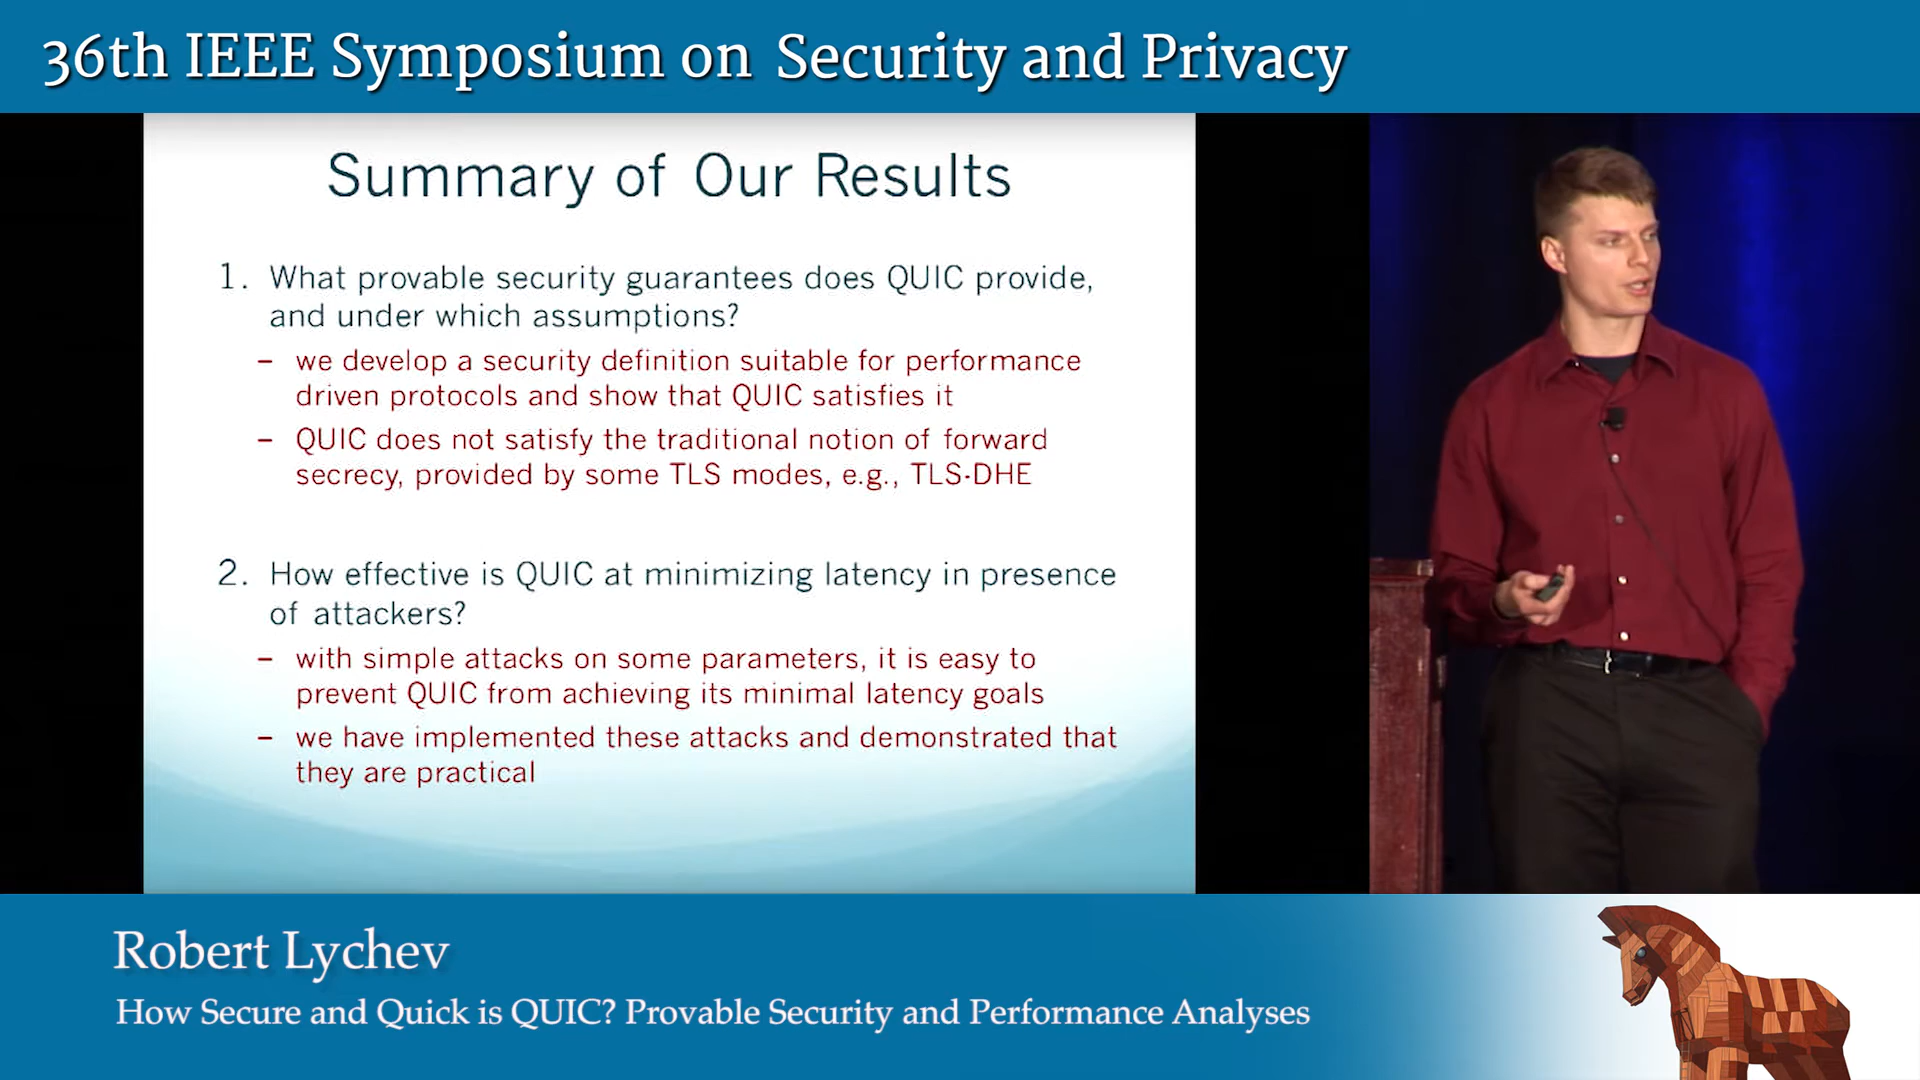 36th IEEE Symposium on Security and Privacy
Summary of Our Results
1. What provable security guarantees does QUIC provide,
and under which assumptions?
– we develop a security definition suitable for performance
driven protocols and show that QUIC satisfies it
– QUIC does not satisfy the traditional notion of forward
secrecy, provided by some TLS modes, e.g., TLS-DHE
2. How effective is QUIC at minimizing latency in presence
of attackers?
– with simple attacks on some parameters, it is easy to
prevent QUIC from achieving its minimal latency goals
– we have implemented these attacks and demonstrated that
they are practical
Robert Lychev
How Secure and Quick is QUIC? Provable Security and Performance Analyses